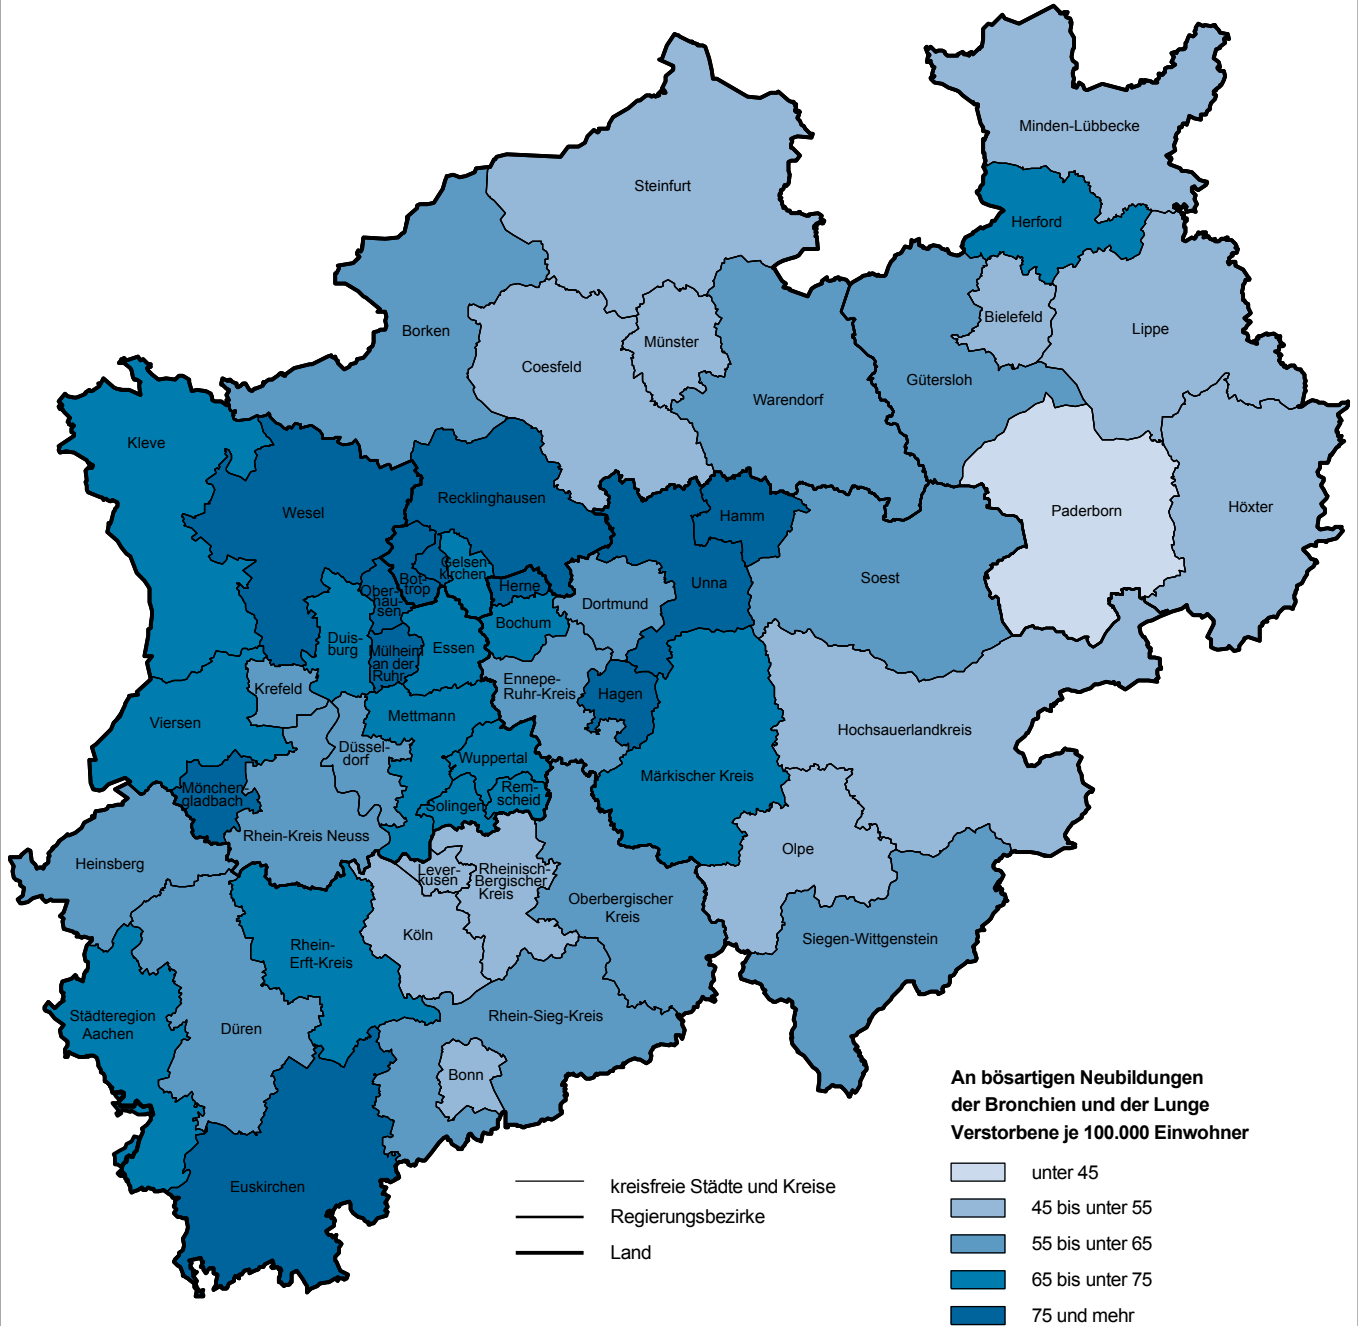 Minden-Lübbecke
Steinfurt
Herford
Bielefeld
Lippe
Borken
Münster
Coesfeld
Gütersloh
Warendorf
Kleve
Recklinghausen
Wesel
Hamm
Paderborn
Höxter
Gelsen-
kirchen
Bot-
trop
Herne
Unna
Soest
Ober-
hau-
sen
Dortmund
Bochum
Duis-
burg
Mülheim
an der
Ruhr
Essen
Krefeld
Ennepe-
Ruhr-Kreis
Hagen
Viersen
Mettmann
Hochsauerlandkreis
Düssel-
dorf
Wuppertal
Märkischer Kreis
Mönchen-
gladbach
Rem-
scheid
Solingen
Rhein-Kreis Neuss
Heinsberg
Olpe
Lever-
kusen
Rheinisch-
Bergischer
Kreis
Oberbergischer
Kreis
Köln
Siegen-Wittgenstein
Rhein-
Erft-Kreis
Städteregion
Aachen
Düren
Rhein-Sieg-Kreis
Bonn
Euskirchen
kreisfreie Städte und Kreise
Regierungsbezirke
Land
An bösartigen Neubildungen
der Bronchien und der Lunge
Verstorbene je 100.000 Einwohner
unter 45
45 bis unter 55
55 bis unter 65
65 bis unter 75
75 und mehr